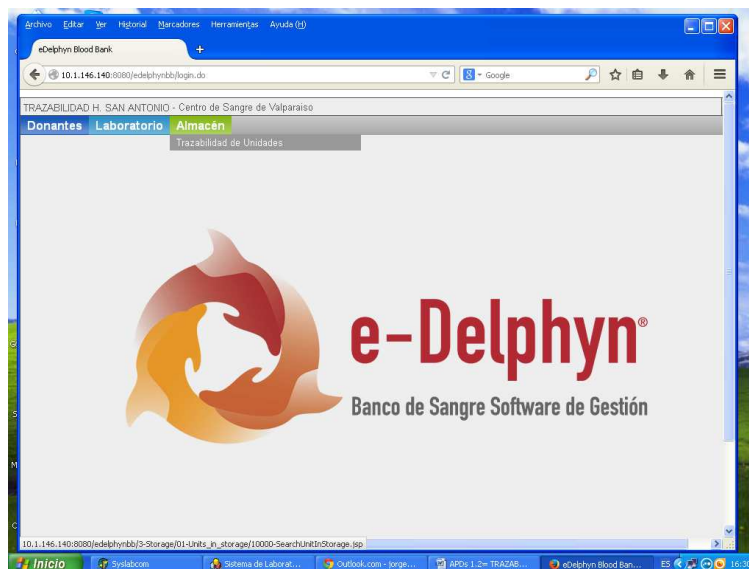 Archivo Editar Ver Historial Marcadores Herramientas Ayuda (H)
eDelphyn Blood Bank +
10.1.146.140:8080/edelphynbb/login.do
8 Google
TRAZABILIDAD H. SAN ANTONIO - Centro de Sangre de Valparaiso
Donantes Laboratorio Almacén
Trazabilidad de Unidades
e-Delphyn®
Banco de Sangre Software de Gestión
10.1.146.140:8080/edelphynbb/3-Storage/01-Units_in_storage/10000-SearchUnitInStorage.jsp
Inicio Syslabcom Sistema de Laborat... Outlook.com - jorge... APDs 1.2= TRAZAB... eDelphyn Blood Ban... ES